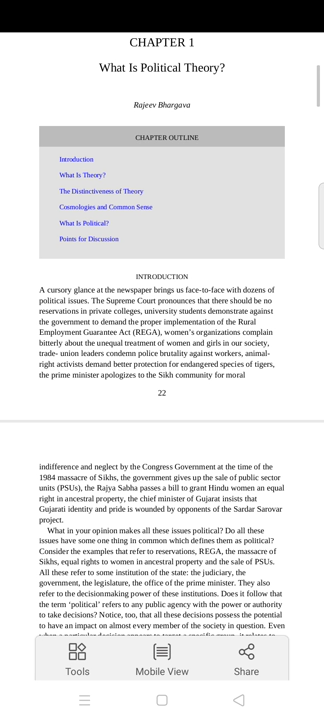 CHAPTER 1
What Is Political Theory?
Rajeev Bhargava
CHAPTER OUTLINE
Introduction
What Is Theory?
The Distinctiveness of Theory
Cosmologies and Common Sense
What Is Political?
Points for Discussion
INTRODUCTION
A cursory glance at the newspaper brings us face-to-face with dozens of
political issues. The Supreme Court pronounces that there should be no
reservations in private colleges, university students demonstrate against
the government to demand the proper implementation of the Rural
Employment Guarantee Act (REGA), women's organizations complain
bitterly about the unequal treatment of women and girls in our society,
trade- union leaders condemn police brutality against workers, animal-
right activists demand better protection for endangered species of tigers,
the prime minister apologizes to the Sikh community for moral
22
indifference and neglect by the Congress Government at the time of the
1984 massacre of Sikhs, the government gives up the sale of public sector
units (PSUs), the Rajya Sabha passes a bill to grant Hindu women an equal
right in ancestral property, the chief minister of Gujarat insists that
Gujarati identity and pride is wounded by opponents of the Sardar Sarovar
project.
What in your opinion makes all these issues political? Do all these
issues have some one thing in common which defines them as political?
Consider the examples that refer to reservations, REGA, the massacre of
Sikhs, equal rights to women in ancestral property and the sale of PSUs.
All these refer to some institution of the state: the judiciary, the
government, the legislature, the office of the prime minister. They also
refer to the decisionmaking power of these institutions. Does it follow that
the term 'political' refers to any public agency with the power or authority
to take decisions? Notice, too, that all these decisions possess the potential
to have an impact on almost every member of the society in question. Even
Tools
Mobile View
Share